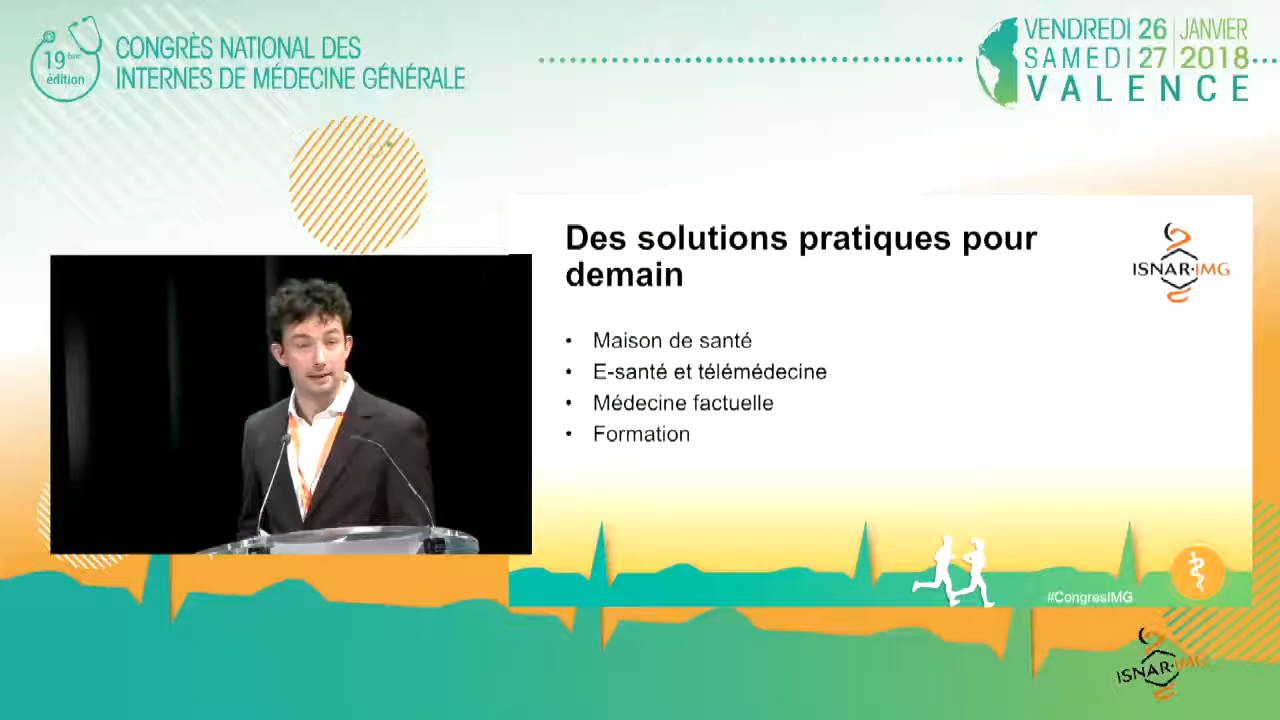 19ème
édition
CONGRÈS NATIONAL DES
INTERNES DE MÉDECINE GÉNÉRALE
VENDREDI 26 JANVIER
SAMEDI 27 2018
VALENCE
Des solutions pratiques pour
demain
ISNAR·IMG
• Maison de santé
• E-santé et télémédecine
• Médecine factuelle
• Formation
#CongresIMG
ISNAR·IMG